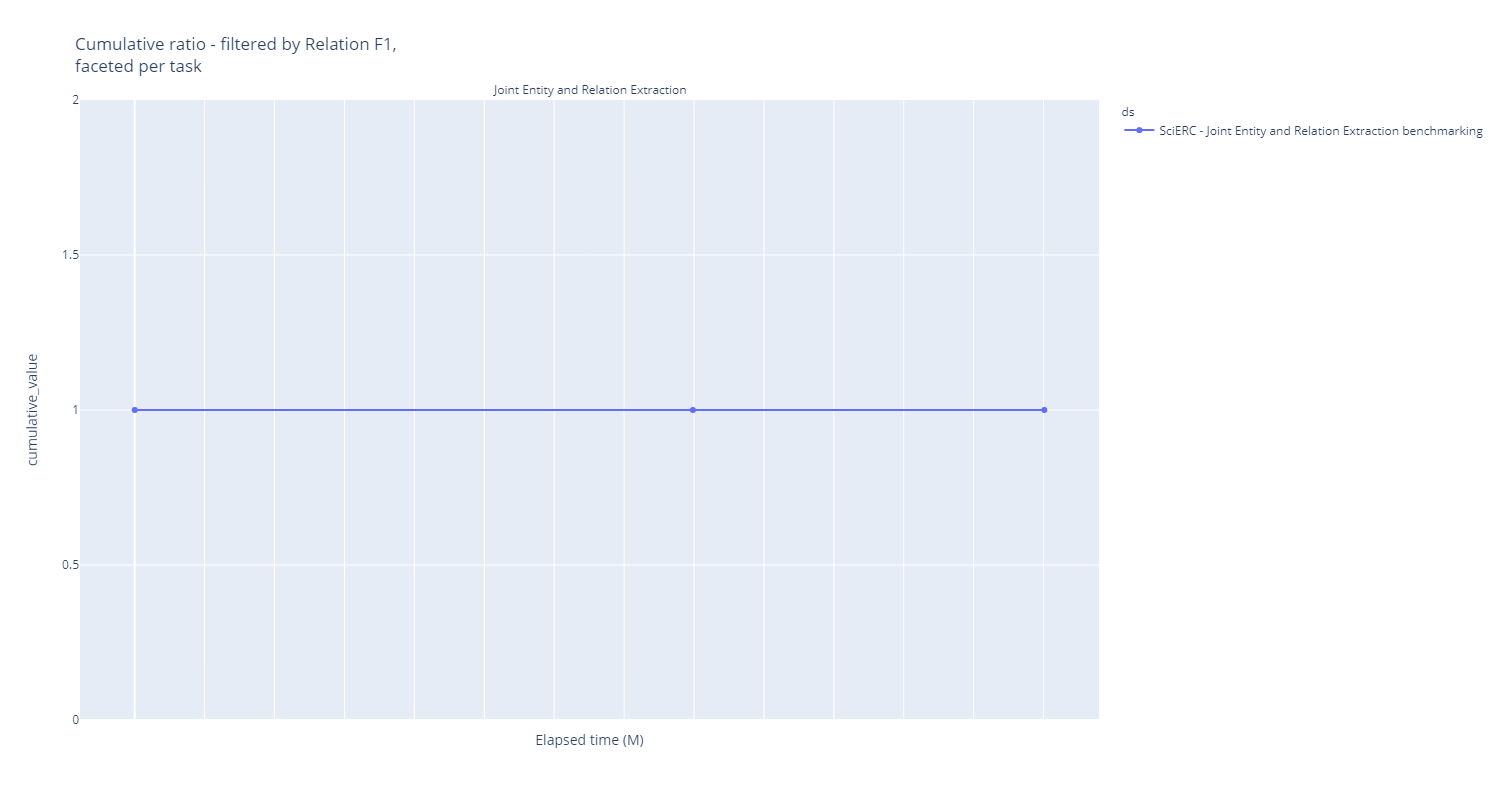 Cumulative ratio - filtered by Relation F1,
faceted per task
Joint Entity and Relation Extraction
ds
SciERC - Joint Entity and Relation Extraction benchmarking
2
1.5
1
0.5
0
cumulative_value
Elapsed time (M)